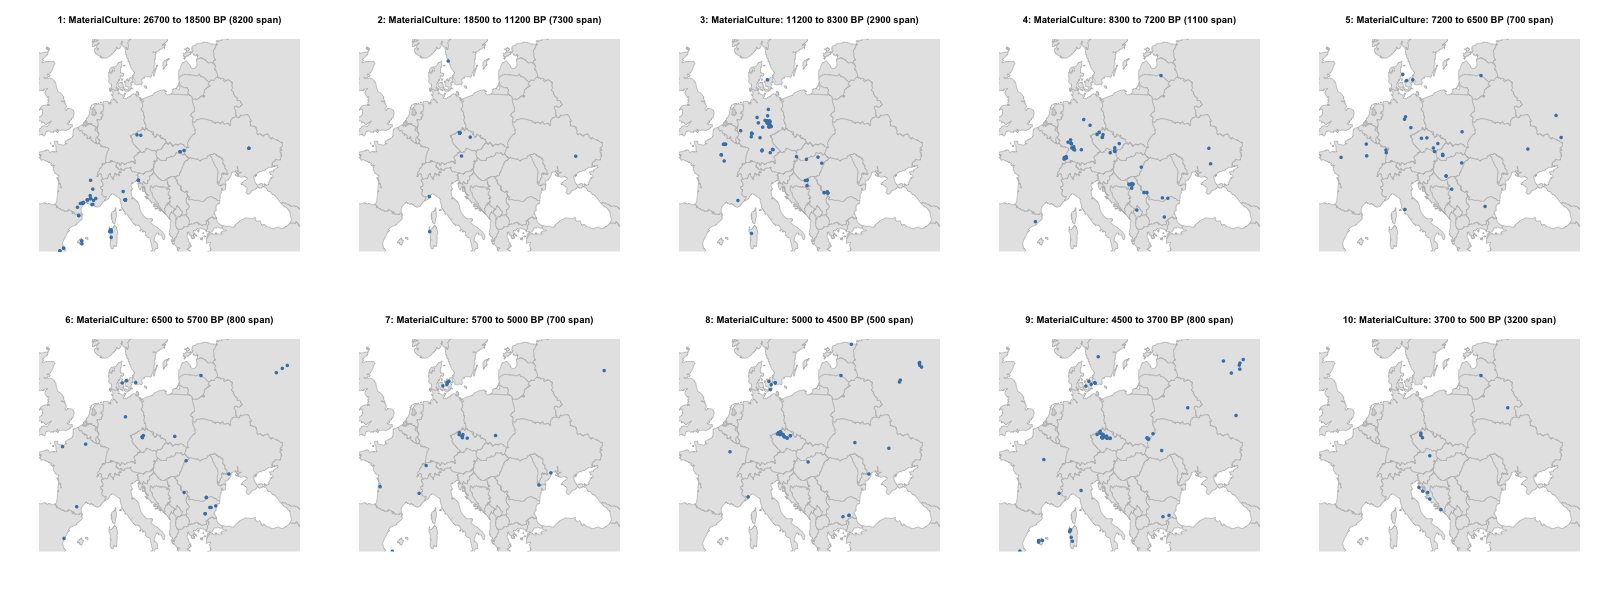 1: MaterialCulture: 26700 to 18500 BP (8200 span)
2: MaterialCulture: 18500 to 11200 BP (7300 span)
3: MaterialCulture: 11200 to 8300 BP (2900 span)
4: MaterialCulture: 8300 to 7200 BP (1100 span)
5: MaterialCulture: 7200 to 6500 BP (700 span)
6: MaterialCulture: 6500 to 5700 BP (800 span)
7: MaterialCulture: 5700 to 5000 BP (700 span)
8: MaterialCulture: 5000 to 4500 BP (500 span)
9: MaterialCulture: 4500 to 3700 BP (800 span)
10: MaterialCulture: 3700 to 500 BP (3200 span)